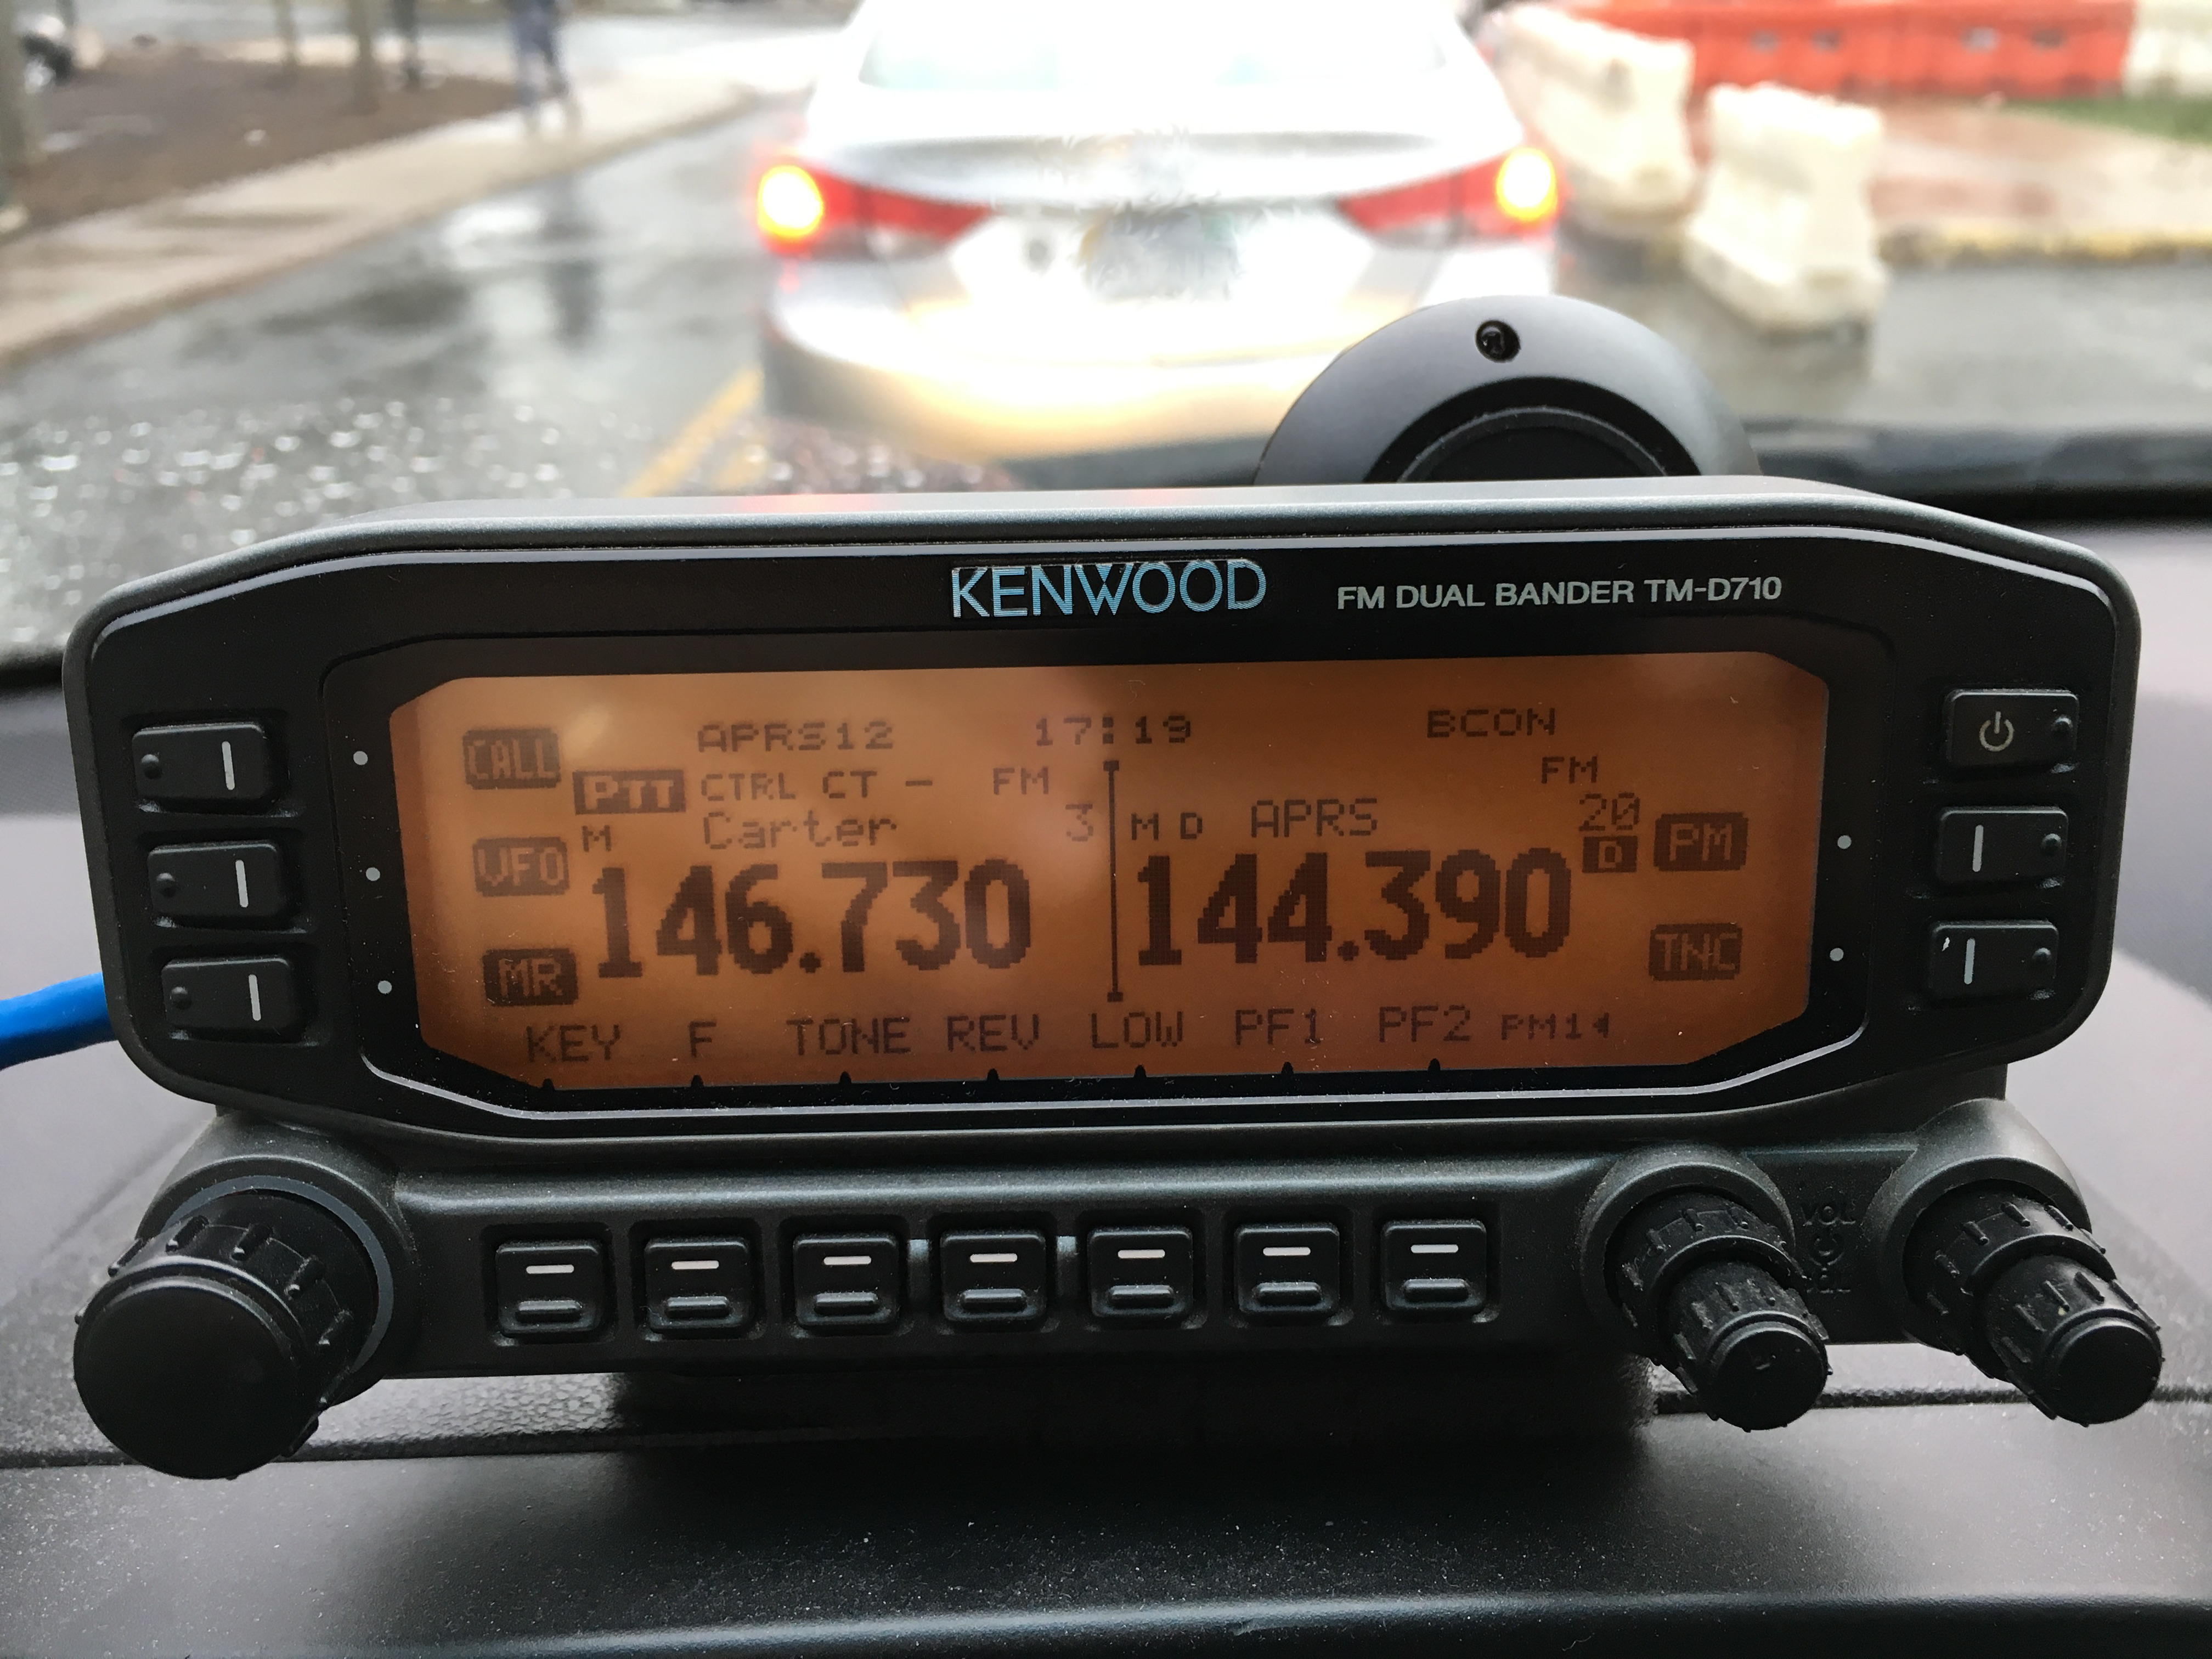 KENWOOD FM DUAL BANDER TM-D710
APRS12 17:19 BCON
CALL PTT CTRL CT - FM FM
M Carter 3 M D APRS 20
VFO 146.730 144.390 D PM
MR TNC
KEY F TONE REV LOW PF1 PF2 PM1
VOL